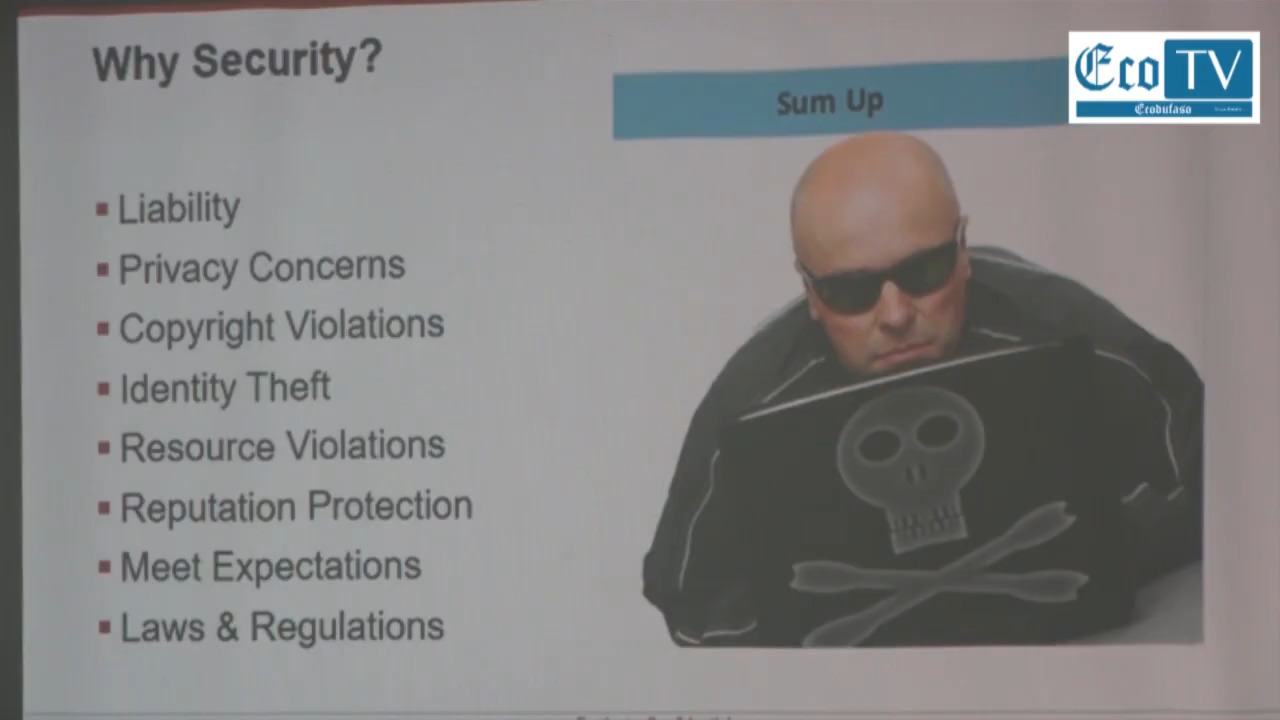 Why Security?
Sum Up
Eco TV
Ecodufaso
Liability
Privacy Concerns
Copyright Violations
Identity Theft
Resource Violations
Reputation Protection
Meet Expectations
Laws & Regulations